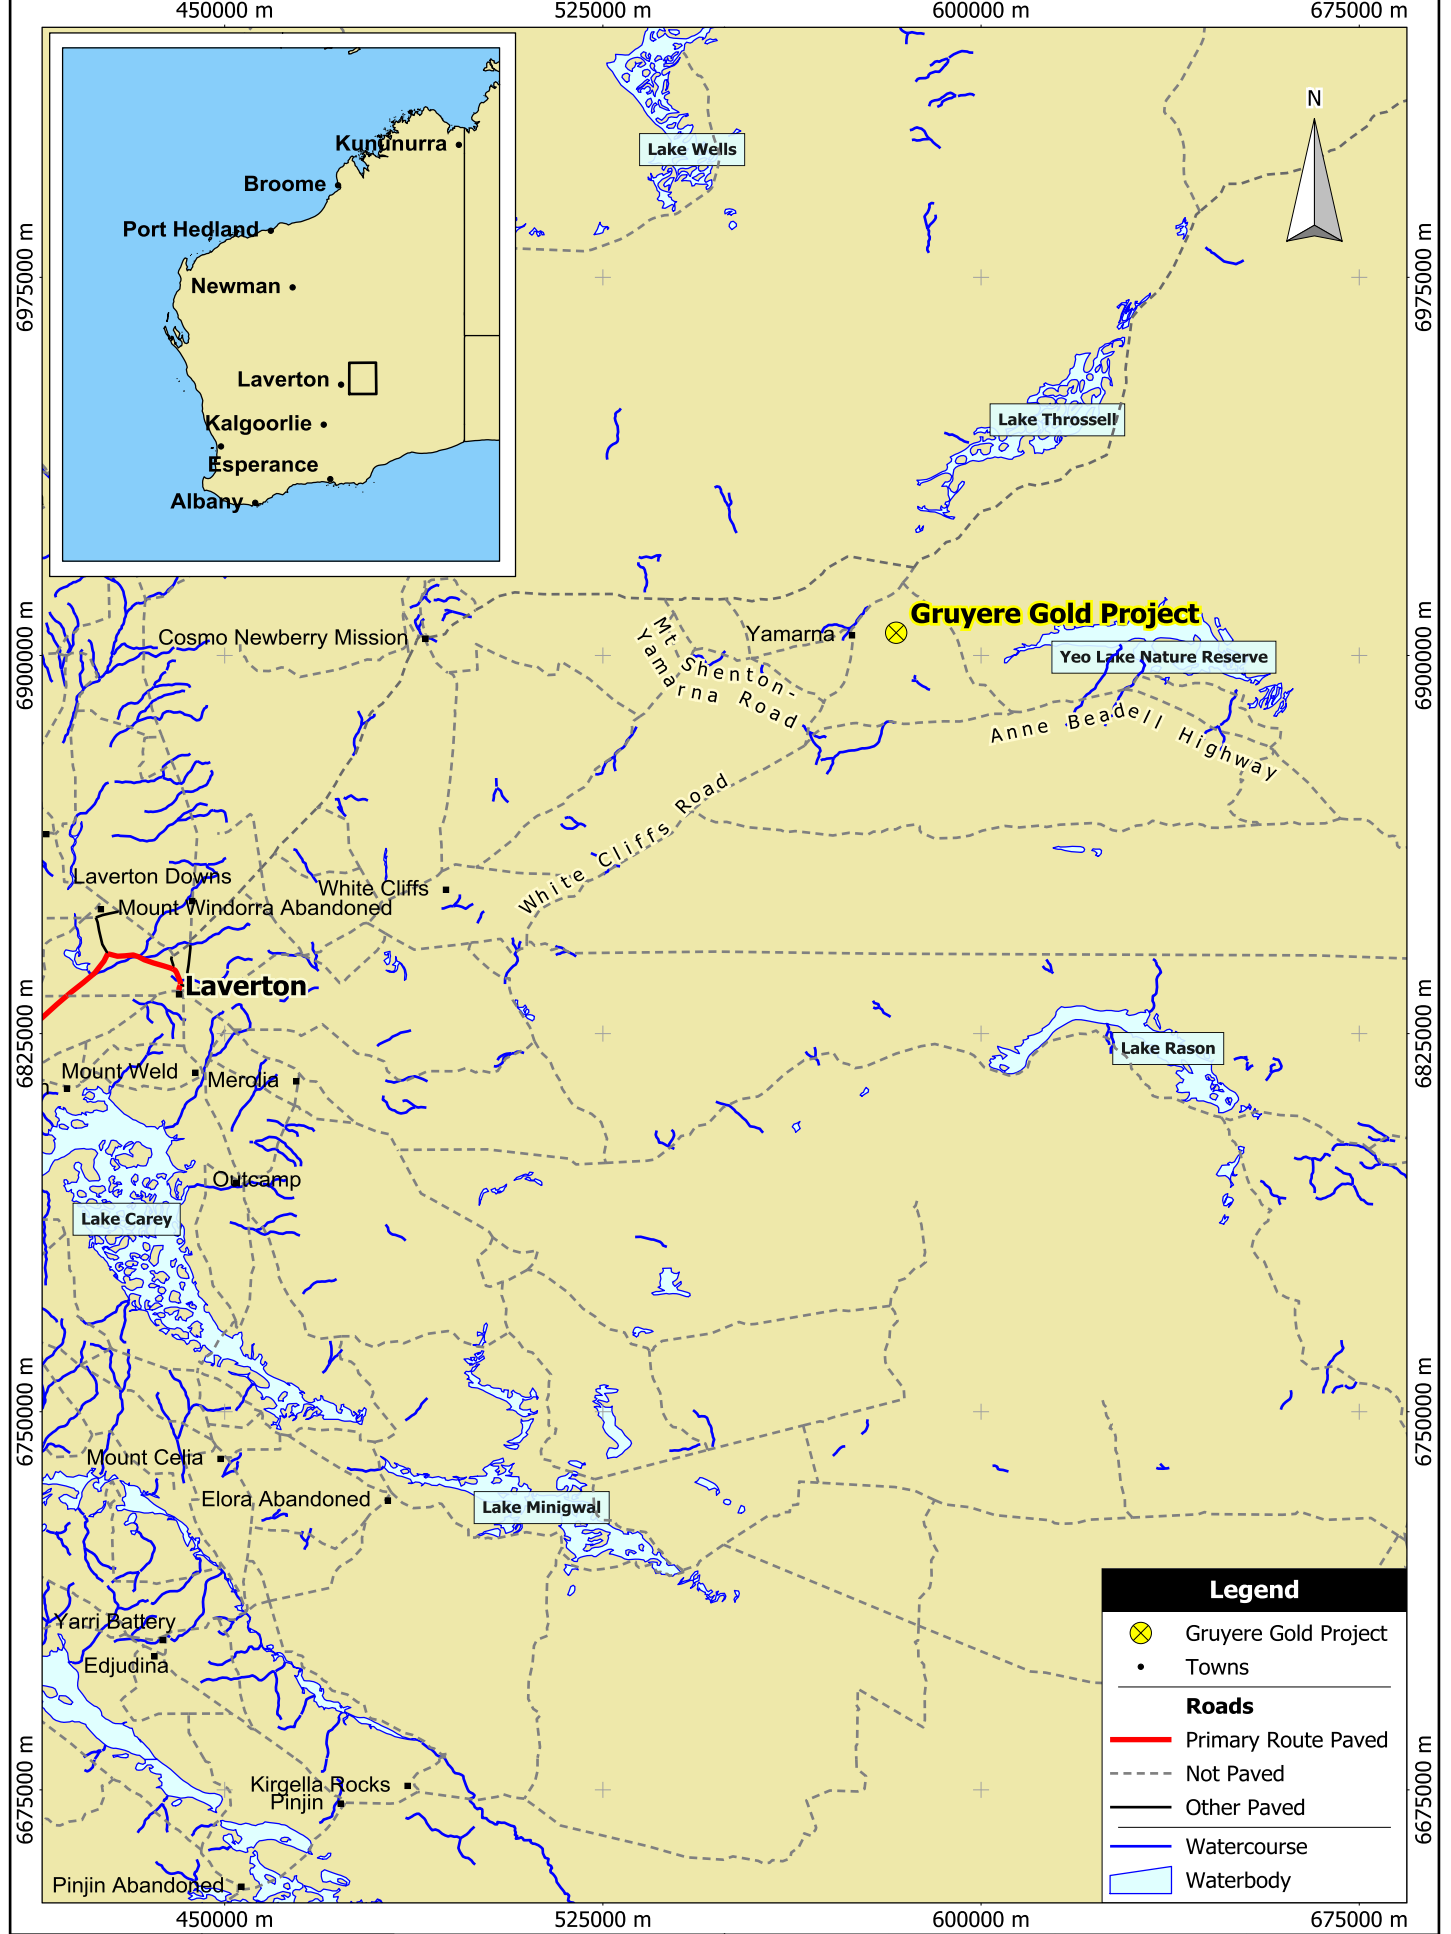 450000 m
525000 m
600000 m
675000 m
Kununurra
Broome
Port Hedland
Newman
Laverton
Kalgoorlie
Esperance
Albany
N
Lake Wells
6975000 m
6975000 m
Lake Throssell
Gruyere Gold Project
Cosmo Newberry Mission
Yamarna
Yeo Lake Nature Reserve
6900000 m
6900000 m
Mt Shenton-
Yamarna Road
Anne Beadell Highway
White Cliffs Road
Laverton Downs
White Cliffs
Mount Windorra Abandoned
Laverton
6825000 m
6825000 m
Lake Rason
Mount Weld
Merolia
n
Outcamp
Lake Carey
6750000 m
6750000 m
Mount Celia
Elora Abandoned
Lake Minigwal
Yarri Battery
Edjudina
Kirgella Rocks
Pinjin
6675000 m
6675000 m
Pinjin Abandoned
Legend
Gruyere Gold Project
Towns
Roads
Primary Route Paved
Not Paved
Other Paved
Watercourse
Waterbody
450000 m
525000 m
600000 m
675000 m